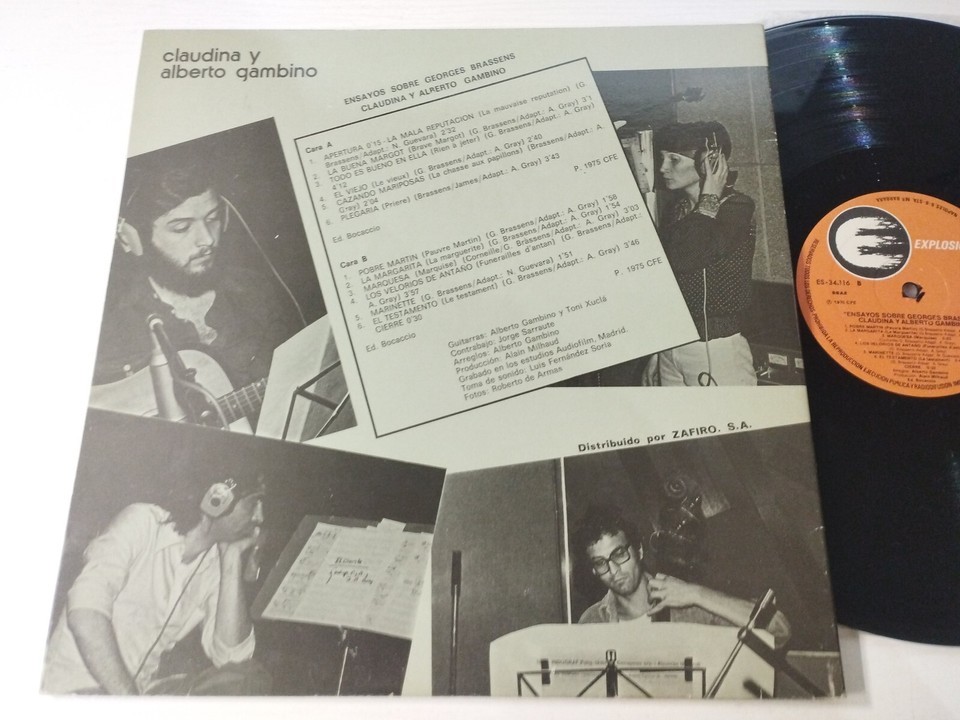 claudina y
alberto gambino
ENSAYOS SOBRE GEORGES BRASSENS
CLAUDINA Y ALRERTO GAMBINO
Cara A
1. APERTURA 0'15 - LA MALA REPUTACION (La mauvaise reputation) (G.
Brassens/Adapt.: N. Guevara) 2'32
2. LA BUENA MARGOT (Brave Margot) (G. Brassens/Adapt.: A. Gray) 3'1
3. TODO ES BUENO EN ELLA (Rien à jeter) (G. Brassens/Adapt.: A. Gray)
4'12
4. EL VIEJO (Le vieux) (G. Brassens/Adapt.: A. Gray) 2'40
5. CAZANDO MARIPOSAS (La chasse aux papillons) (Brassens/Adapt.: A.
Gray) 2'04
6. PLEGARIA (Priere) (Brassens/James/Adapt.: A. Gray) 3'43
P. 1975 CFE
Ed. Bocaccio
Cara B
1. POBRE MARTIN (Pauvre Martin) (G. Brassens/Adapt.: A. Gray) 1'58
2. LA MARGARITA (La marguerite) (G. Brassens/Adapt.: A. Gray) 1'54
3. MARQUESA (Marquise) (Corneille/G. Brassens/Adapt.: A. Gray) 3'03
4. LOS VELORIOS DE ANTAÑO (Funerailles d'antan) (G. Brassens/Adapt.:
A. Gray) 3'57
5. MARINETTE (G. Brassens/Adapt.: N. Guevara) 1'51
6. EL TESTAMENTO (Le testament) (G. Brassens/Adapt.: A. Gray) 3'46
CIERRE 0'30
P. 1975 CFE
Ed. Bocaccio
Guitarras: Alberto Gambino y Toni Xuclá
Contrabajo: Jorge Sarraute
Arreglos: Alberto Gambino
Producción: Alain Milhaud
Grabado en los estudios Audiofilm, Madrid.
Toma de sonido: Luis Fernández Soria
Fotos: Roberto de Armas
Distribuido por ZAFIRO. S.A.
EXPLOSIO
ES-34.116 B
"ENSAYOS SOBRE GEORGES BRAS
CLAUDINA Y ALBERTO GAMBIN